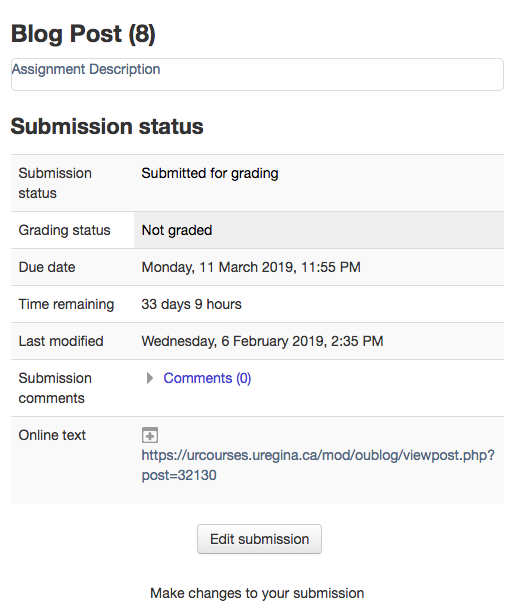 Blog Post (8)
Assignment Description
Submission status
Submission status
Submitted for grading
Grading status
Not graded
Due date
Monday, 11 March 2019, 11:55 PM
Time remaining
33 days 9 hours
Last modified
Wednesday, 6 February 2019, 2:35 PM
Submission comments
Comments (0)
Online text
https://urcourses.uregina.ca/mod/oublog/viewpost.php?
post=32130
Edit submission
Make changes to your submission